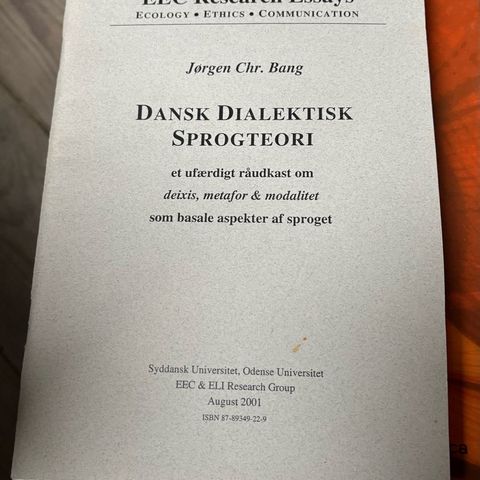 EEC Research Essays
ECOLOGY • ETHICS • COMMUNICATION
Jørgen Chr. Bang
DANSK DIALEKTISK
SPROGTEORI
et ufærdigt råudkast om
deixis, metafor & modalitet
som basale aspekter af sproget
Syddansk Universitet, Odense Universitet
EEC & ELI Research Group
August 2001
ISBN 87-89349-22-9